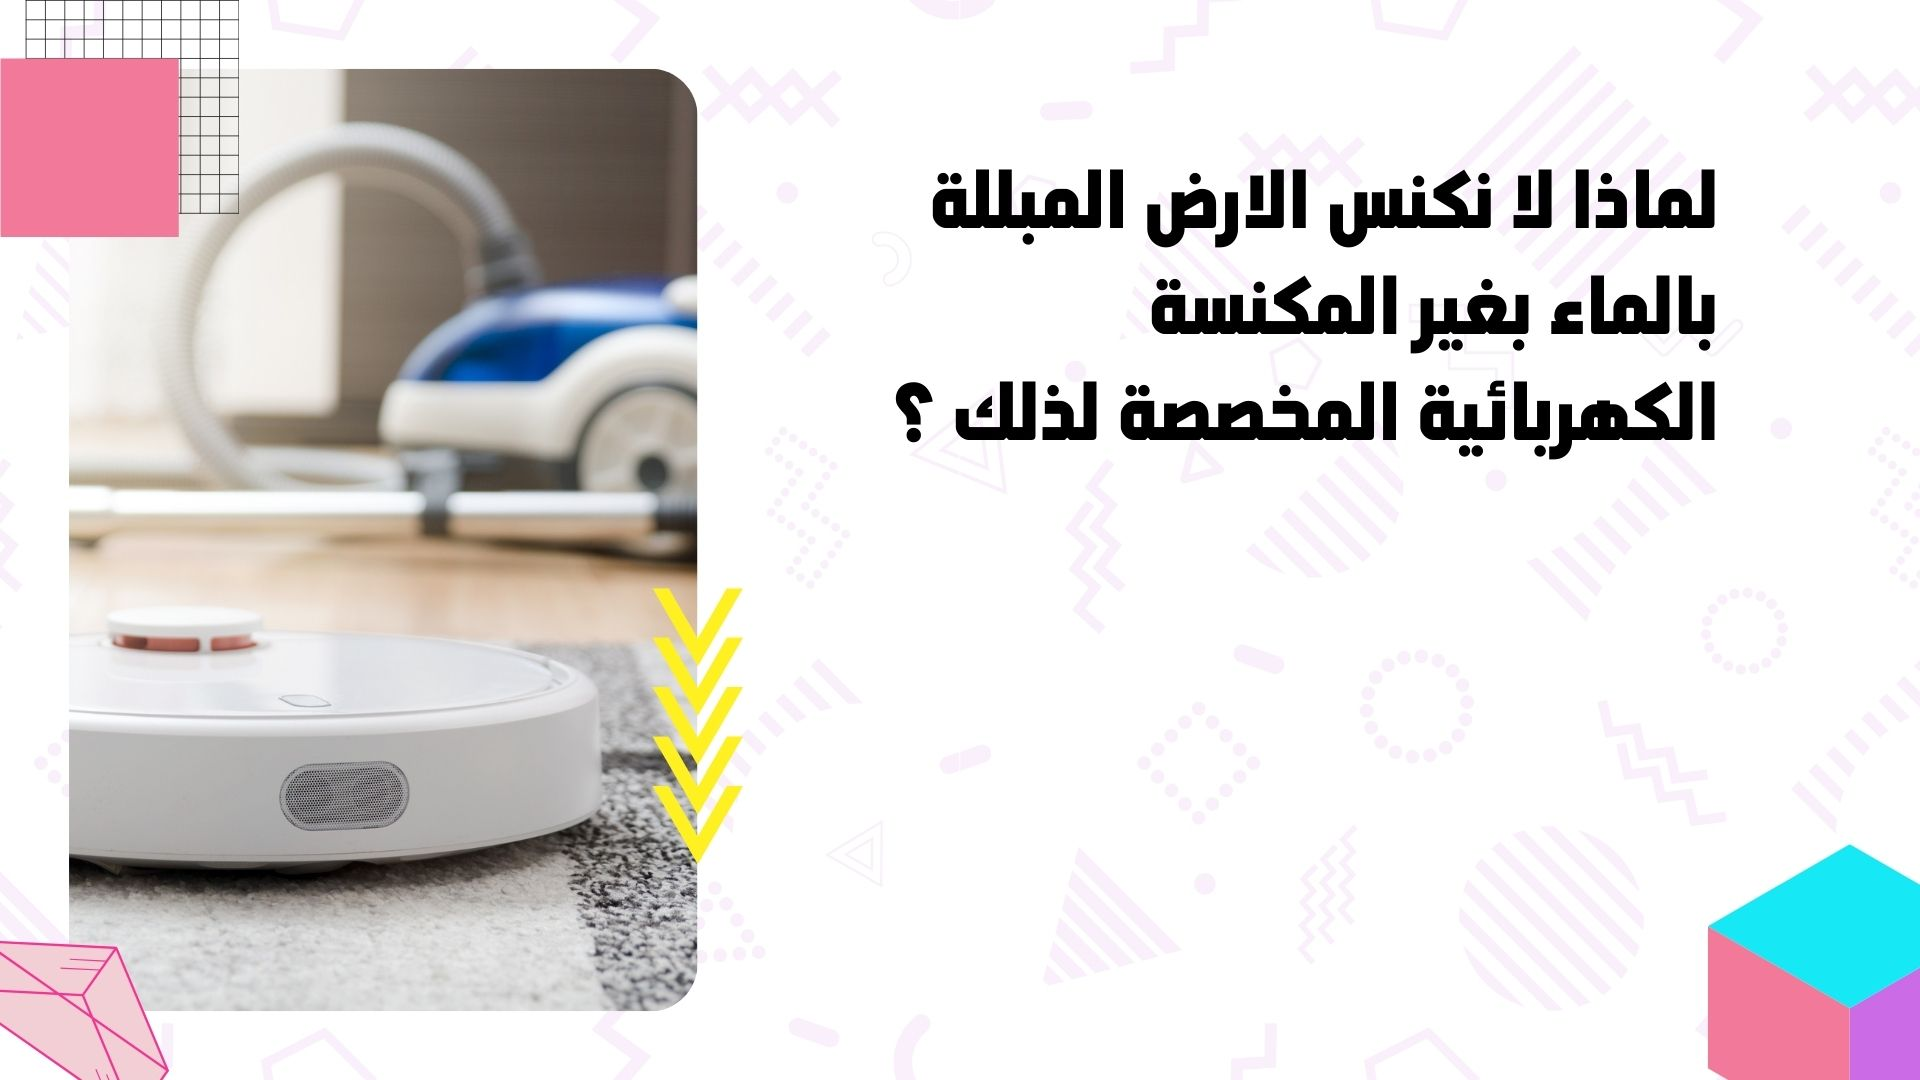 لماذا لا نكنس الارض المبللة
بالماء بغير المكنسة
الكهربائية المخصصة لذلك ؟